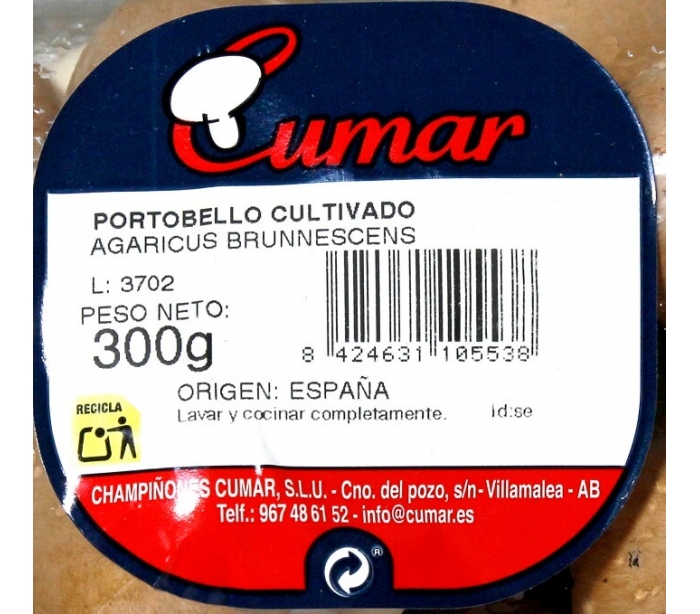 Cumar
PORTOBELLO CULTIVADO
AGARICUS BRUNNESCENS
L: 3702
PESO NETO:
300g
8 424631 105538
ORIGEN: ESPAÑA
Lavar y cocinar completamente. id:se
RECICLA
CHAMPIÑONES CUMAR, S.L.U. - Cno. del pozo, s/n- Villamalea - AB
Telf.: 967 48 61 52 - info@cumar.es
®